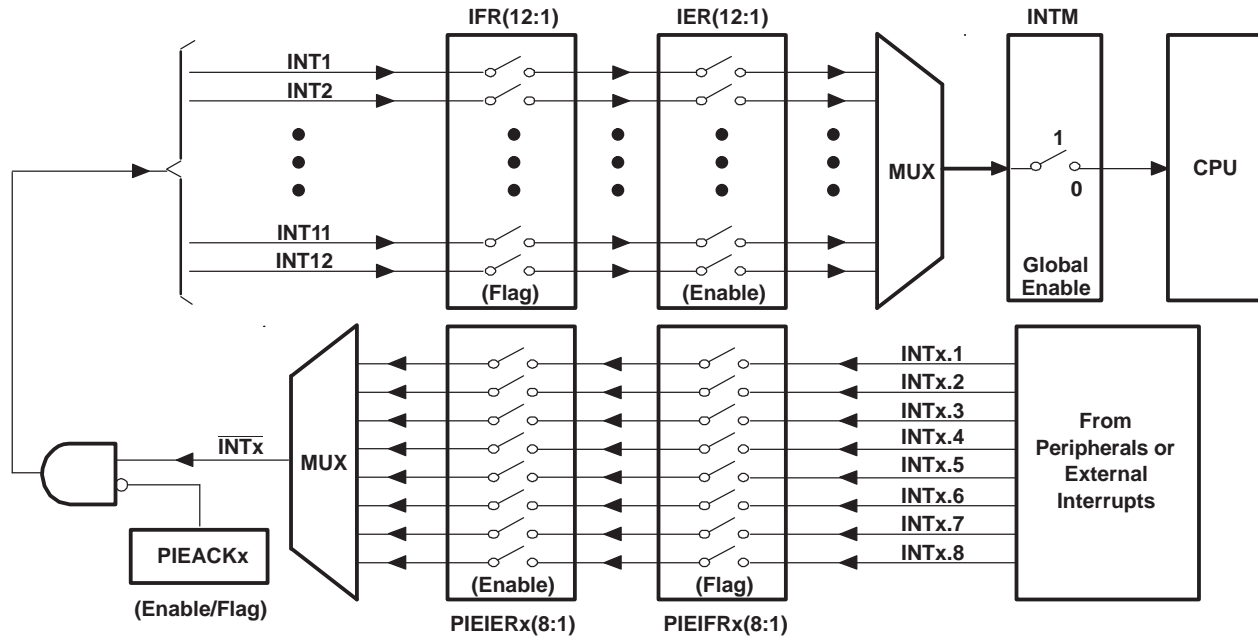 IFR(12:1)
IER(12:1)
INTM
INT1
INT2
1
MUX
CPU
0
INT11
INT12
Global
Enable
(Flag)
(Enable)
INTx.1
INTx.2
INTx.3
From
Peripherals or
External
Interrupts
INTx
MUX
INTx.4
INTx.5
INTx.6
INTx.7
INTx.8
PIEACKx
(Enable)
(Flag)
(Enable/Flag)
PIEIERx(8:1)
PIEIFRx(8:1)